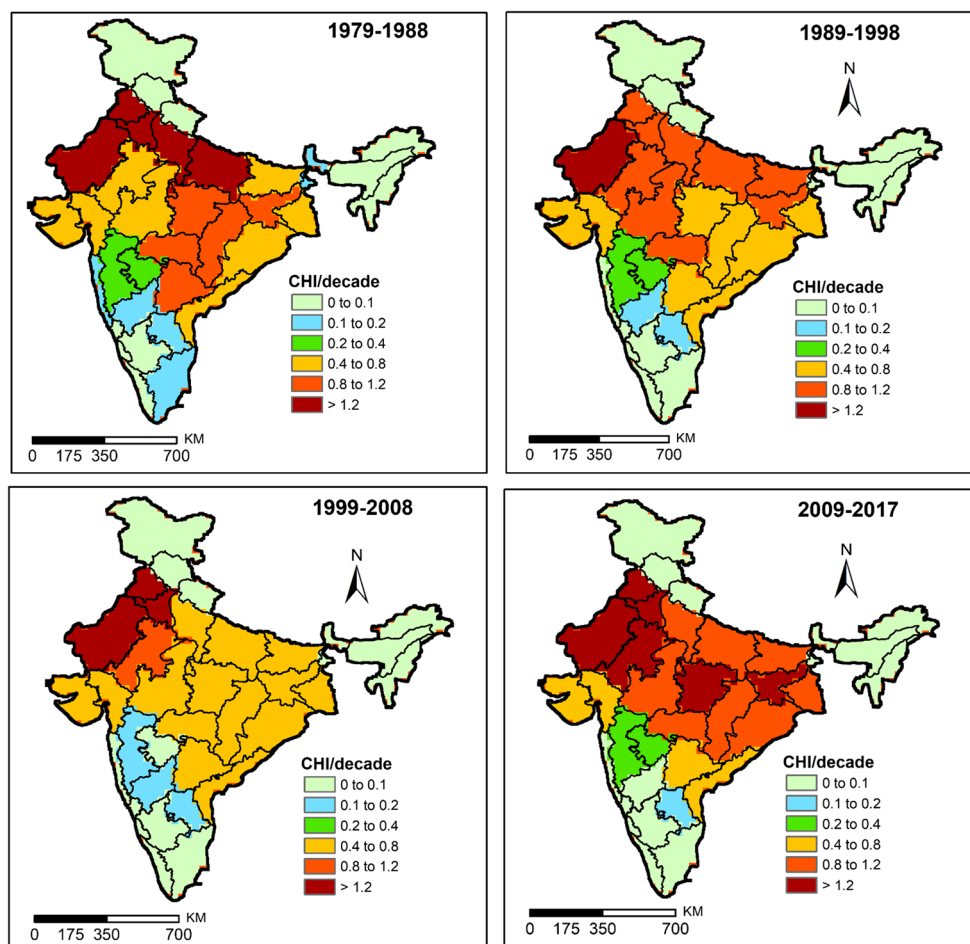 1979-1988
CHI/decade
0 to 0.1
0.1 to 0.2
0.2 to 0.4
0.4 to 0.8
0.8 to 1.2
> 1.2
KM
0 175 350 700
1989-1998
N
CHI/decade
0 to 0.1
0.1 to 0.2
0.2 to 0.4
0.4 to 0.8
0.8 to 1.2
> 1.2
KM
0 175 350 700
1999-2008
N
CHI/decade
0 to 0.1
0.1 to 0.2
0.2 to 0.4
0.4 to 0.8
0.8 to 1.2
> 1.2
KM
0 175 350 700
2009-2017
N
CHI/decade
0 to 0.1
0.1 to 0.2
0.2 to 0.4
0.4 to 0.8
0.8 to 1.2
> 1.2
KM
0 175 350 700